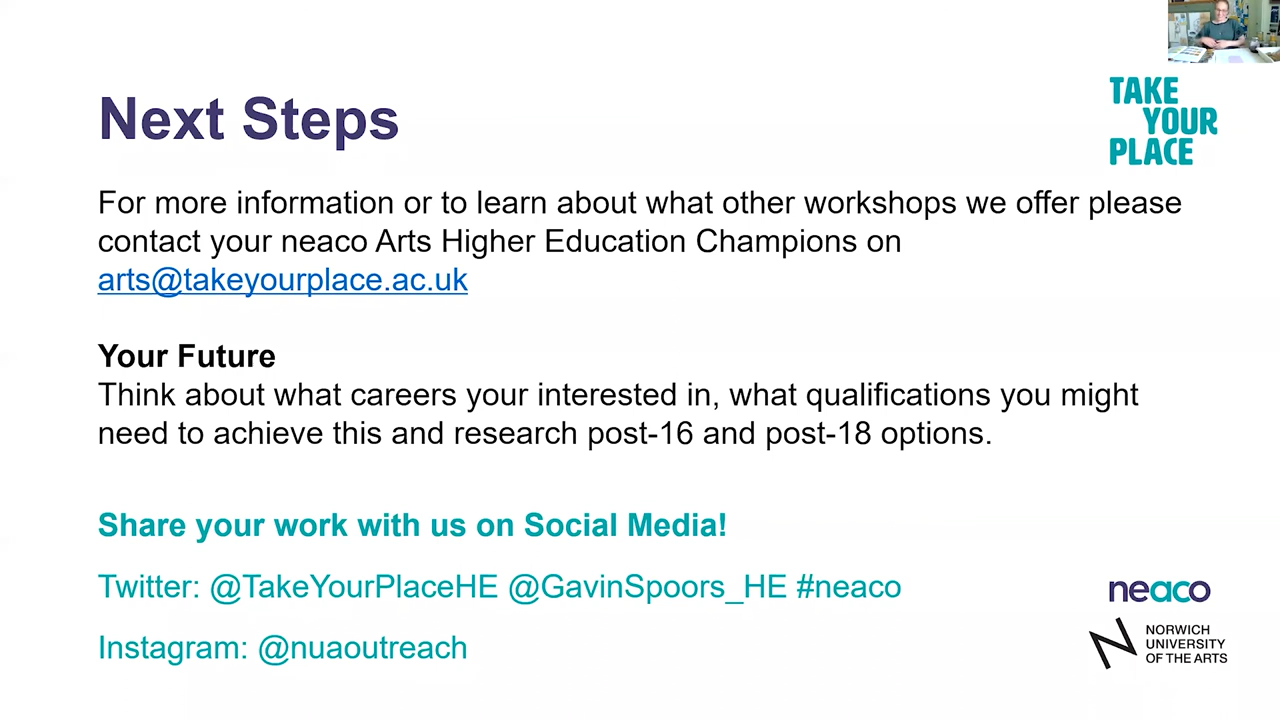 Next Steps
TAKE
YOUR
PLACE
For more information or to learn about what other workshops we offer please
contact your neaco Arts Higher Education Champions on
arts@takeyourplace.ac.uk
Your Future
Think about what careers your interested in, what qualifications you might
need to achieve this and research post-16 and post-18 options.
Share your work with us on Social Media!
Twitter: @TakeYourPlaceHE @GavinSpoors_HE #neaco
Instagram: @nuaoutreach
neaco
N NORWICH
UNIVERSITY
OF THE ARTS